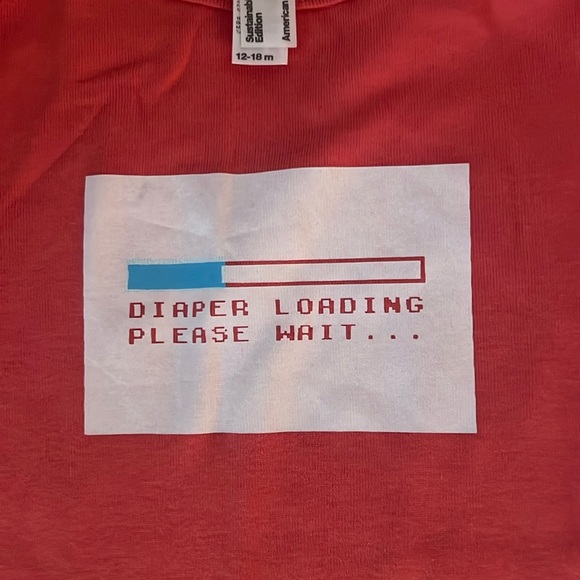 Sustainable
Edition
American
12-18 m
DIAPER LOADING
PLEASE WAIT...